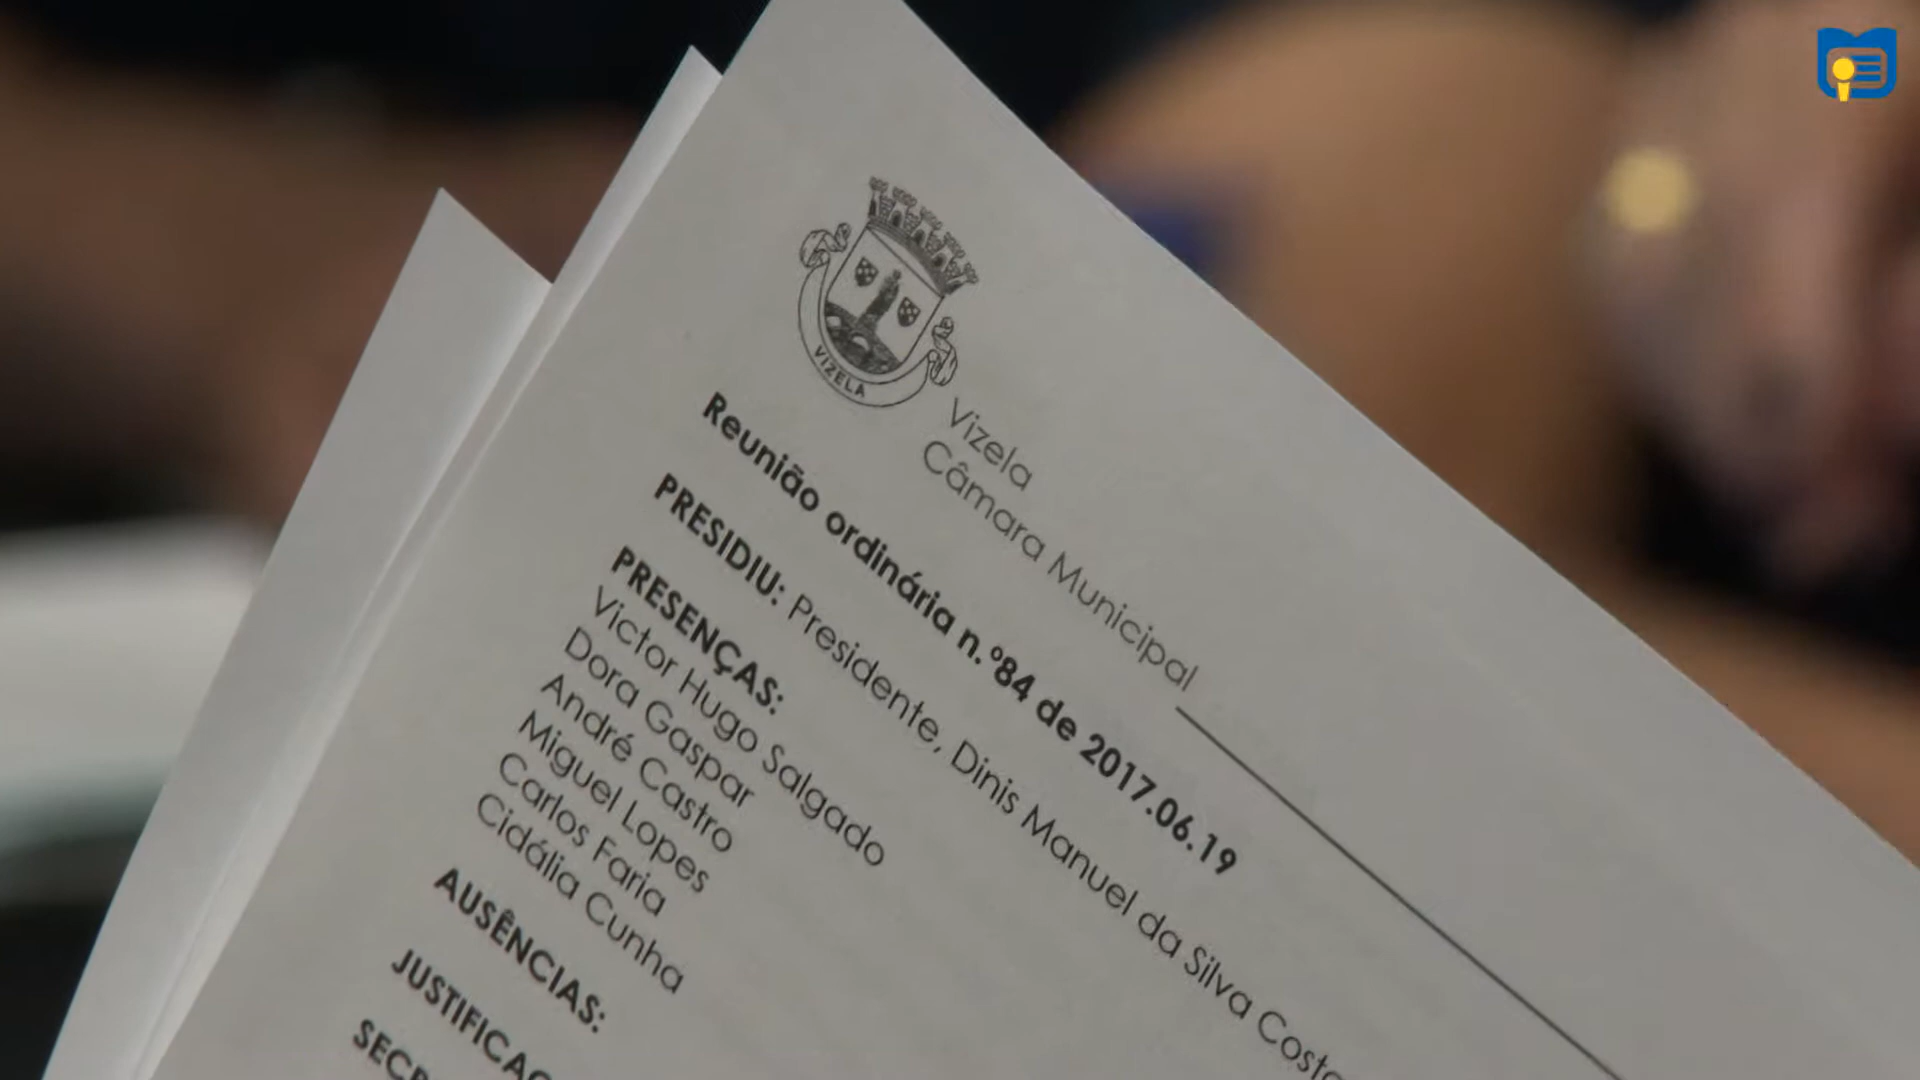 VIZELA
Vizela
Câmara Municipal
Reunião ordinária n.º84 de 2017.06.19
PRESIDIU: Presidente, Dinis Manuel da Silva Costa
PRESENÇAS:
Victor Hugo Salgado
Dora Gaspar
André Castro
Miguel Lopes
Carlos Faria
Cidália Cunha
AUSÊNCIAS: